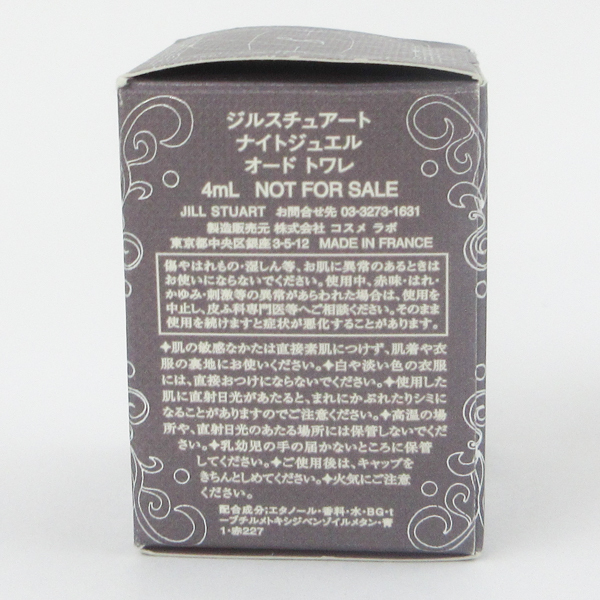 ジルスチュアート
ナイトジュエル
オード トワレ
4mL NOT FOR SALE
JILL STUART お問合せ先 03-3273-1631
製造販売元 株式会社 コスメ ラボ
東京都中央区銀座3-5-12 MADE IN FRANCE
傷やはれもの・湿しん等、お肌に異常のあるときは
お使いにならないでください。使用中、赤味・はれ・
かゆみ・刺激等の異常があらわれた場合は、使用を
中止し、皮ふ科専門医等へご相談ください。そのまま
使用を続けますと症状が悪化することがあります。
✦肌の敏感なかたは直接素肌につけず、肌着や衣
服の裏地にお使いください。✦白や淡い色の衣服
には、直接おつけにならないでください。✦使用した
肌に直射日光があたると、まれにかぶれたりシミに
なることがありますのでご注意ください。✦高温の場
所や、直射日光のあたる場所には保管しないでくだ
さい。✦乳幼児の手の届かないところに保管
してください。✦ご使用後は、キャップを
きちんとしめてください。✦火気にご注意
ください。
配合成分:エタノール・香料・水・BG・t
ーブチルメトキシジベンゾイルメタン・青
1・赤227